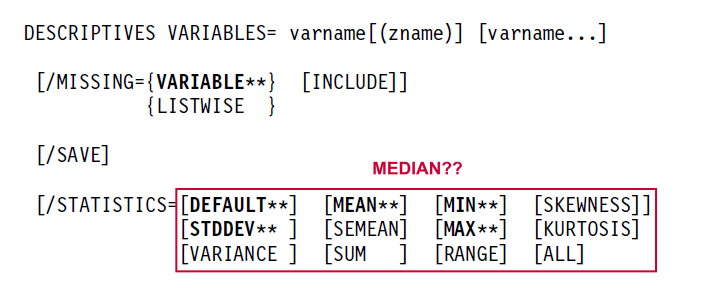 DESCRIPTIVES VARIABLES= varname[(zname)] [varname...]
[/MISSING={VARIABLE**} [INCLUDE]]
{LISTWISE }
[/SAVE]
MEDIAN??
[/STATISTICS=[DEFAULT**] [MEAN**] [MIN**] [SKEWNESS]]
[STDDEV** ] [SEMEAN] [MAX**] [KURTOSIS]
[VARIANCE ] [SUM ] [RANGE] [ALL]